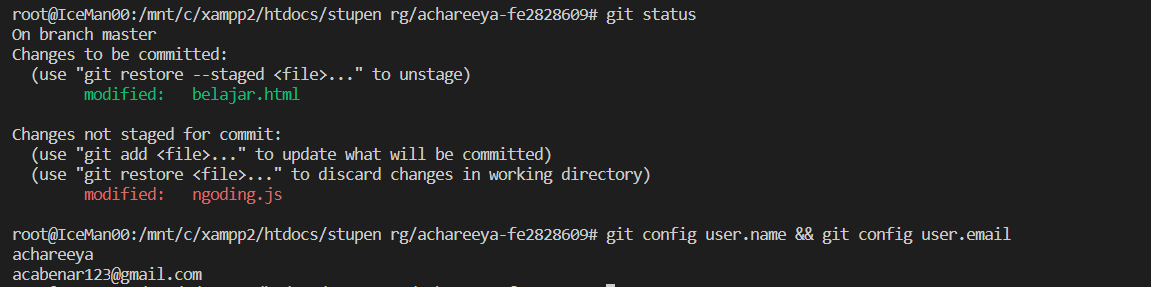 root@IceMan00:/mnt/c/xampp2/htdocs/stupen rg/achareeya-fe2828609# git status
On branch master
Changes to be committed:
  (use "git restore --staged <file>..." to unstage)
        modified:   belajar.html

Changes not staged for commit:
  (use "git add <file>..." to update what will be committed)
  (use "git restore <file>..." to discard changes in working directory)
        modified:   ngoding.js

root@IceMan00:/mnt/c/xampp2/htdocs/stupen rg/achareeya-fe2828609# git config user.name && git config user.email
achareeya
acabenar123@gmail.com